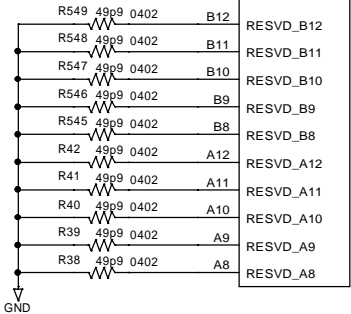 R549 49p9 0402 B12 RESVD_B12
R548 49p9 0402 B11 RESVD_B11
R547 49p9 0402 B10 RESVD_B10
R546 49p9 0402 B9 RESVD_B9
R545 49p9 0402 B8 RESVD_B8
R42 49p9 0402 A12 RESVD_A12
R41 49p9 0402 A11 RESVD_A11
R40 49p9 0402 A10 RESVD_A10
R39 49p9 0402 A9 RESVD_A9
R38 49p9 0402 A8 RESVD_A8
GND